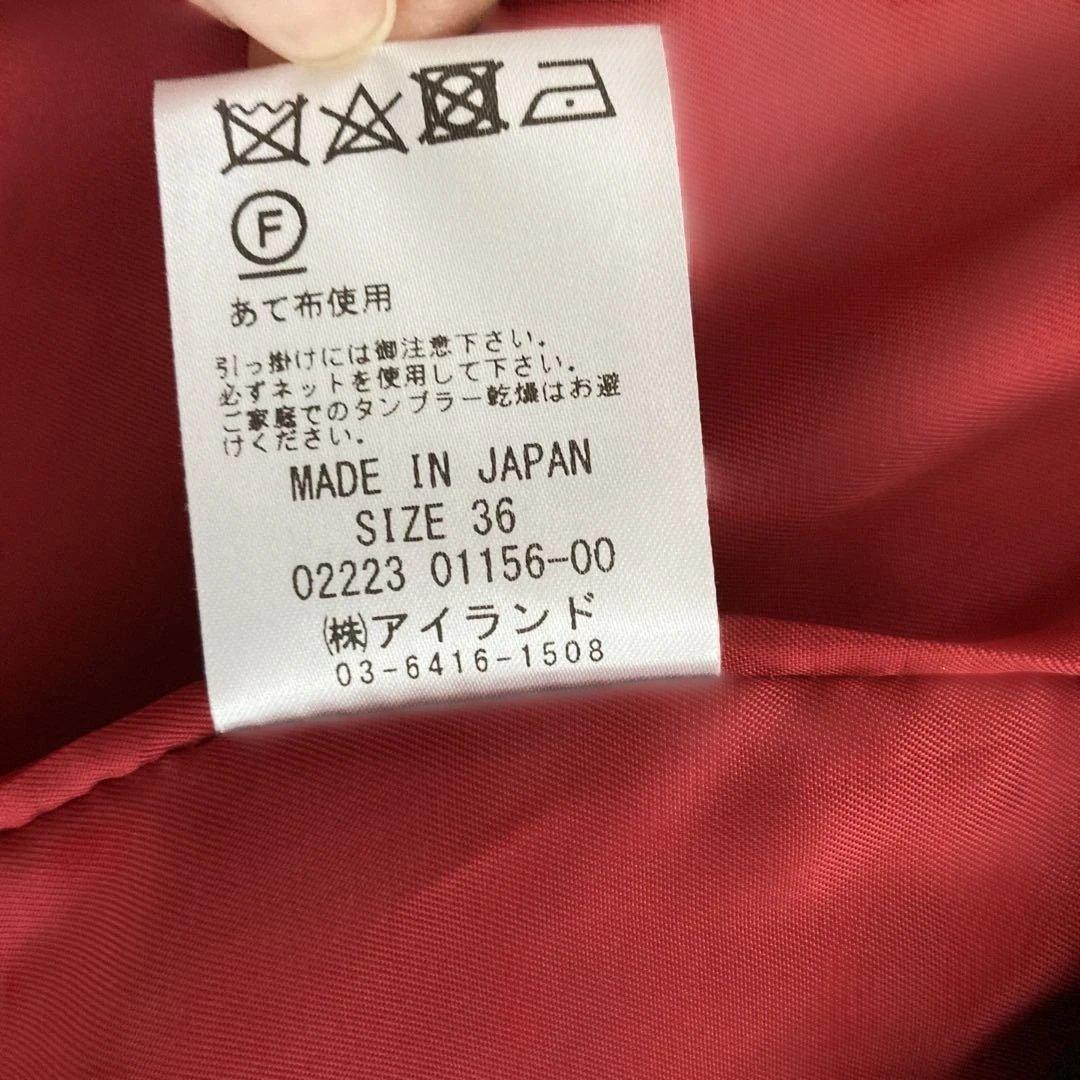 F
あて布使用
引っ掛けには御注意下さい。
必ずネットを使用して下さい。
ご家庭でのタンブラー乾燥はお避
けください。
MADE IN JAPAN
SIZE 36
02223 01156-00
㈱アイランド
03-6416-1508